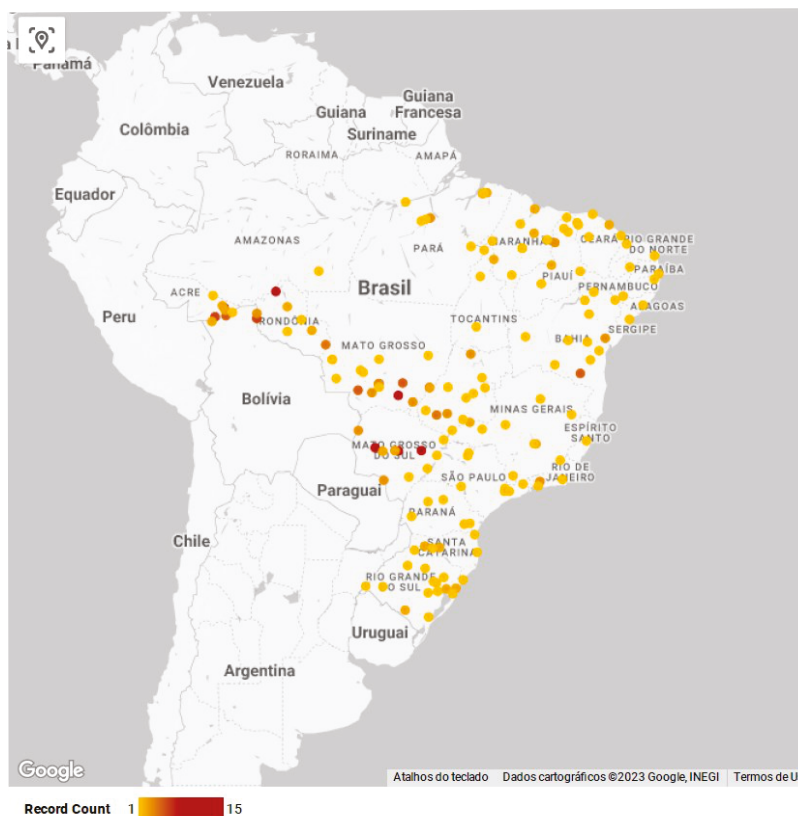 Panamá
Venezuela
Guiana
Guiana
Francesa
Colômbia
Suriname
RORAIMA
AMAPÁ
Equador
AMAZONAS
PARÁ
MARANHÃO
CEARÁ
RIO GRANDE
DO NORTE
Brasil
PIAUÍ
PARAÍBA
PERNAMBUCO
ACRE
ALAGOAS
Peru
RONDÔNIA
TOCANTINS
SERGIPE
BAHIA
MATO GROSSO
Bolívia
MINAS GERAIS
ESPÍRITO
SANTO
MATO GROSSO
DO SUL
RIO DE
JANEIRO
SÃO PAULO
Paraguai
PARANÁ
Chile
SANTA
CATARINA
RIO GRANDE
DO SUL
Uruguai
Argentina
Google
Atalhos do teclado Dados cartográficos ©2023 Google, INEGI Termos de U
Record Count 1 15